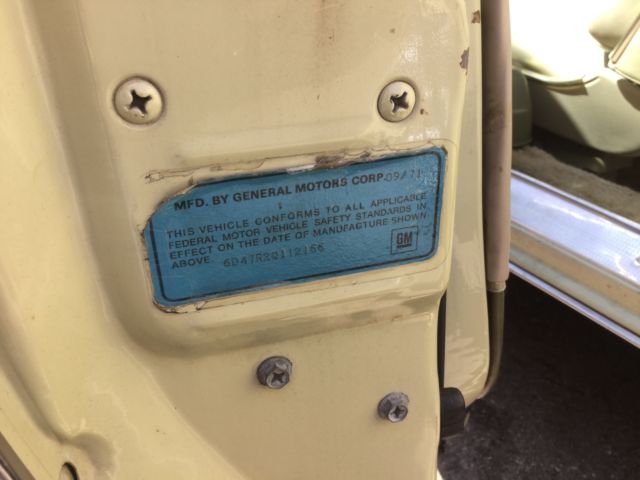 MFD. BY GENERAL MOTORS CORP. 09/71
THIS VEHICLE CONFORMS TO ALL APPLICABLE
FEDERAL MOTOR VEHICLE SAFETY STANDARDS IN
EFFECT ON THE DATE OF MANUFACTURE SHOWN
ABOVE. 6D47R2Q112156
GM